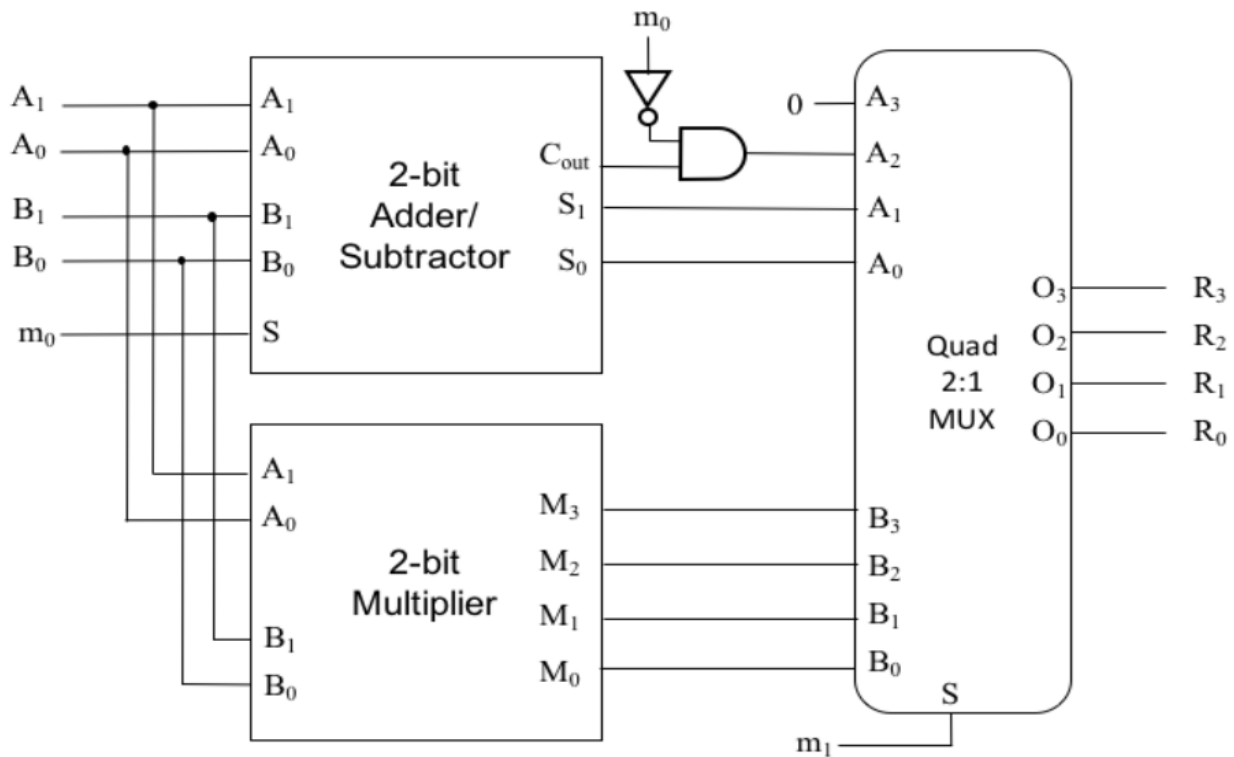 m₀
A₁
A₀
B₁
B₀
m₀
A₁
A₀
B₁
B₀
S
2-bit
Adder/
Subtractor
Cout
S₁
S₀
0
A₃
A₂
A₁
A₀
Quad
2:1
MUX
O₃
O₂
O₁
O₀
R₃
R₂
R₁
R₀
A₁
A₀
B₁
B₀
2-bit
Multiplier
M₃
M₂
M₁
M₀
B₃
B₂
B₁
B₀
S
m₁